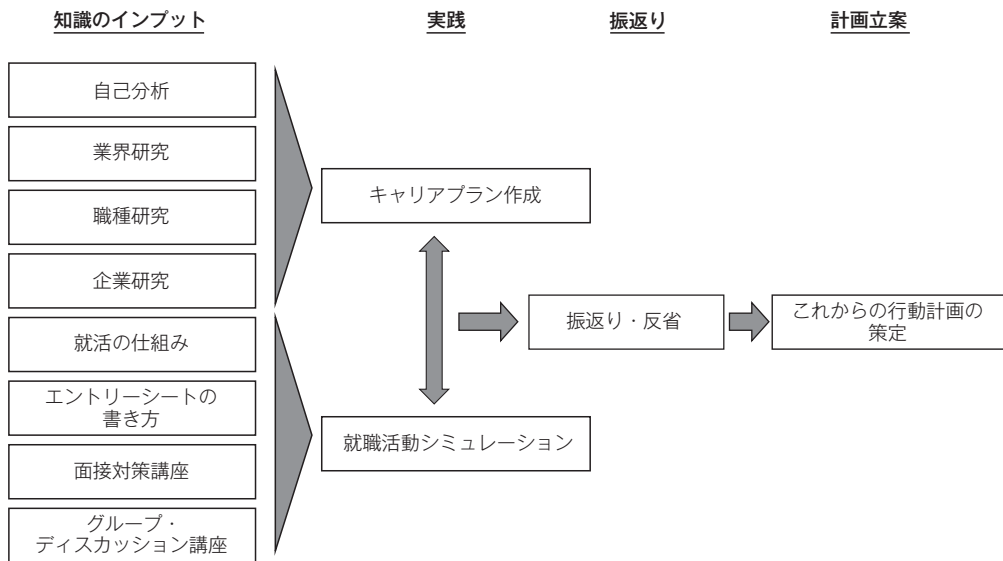 知識のインプット
実践
振返り
計画立案
自己分析
業界研究
職種研究
企業研究
就活の仕組み
エントリーシートの
書き方
面接対策講座
グループ・
ディスカッション講座
キャリアプラン作成
就職活動シミュレーション
振返り・反省
これからの行動計画の
策定